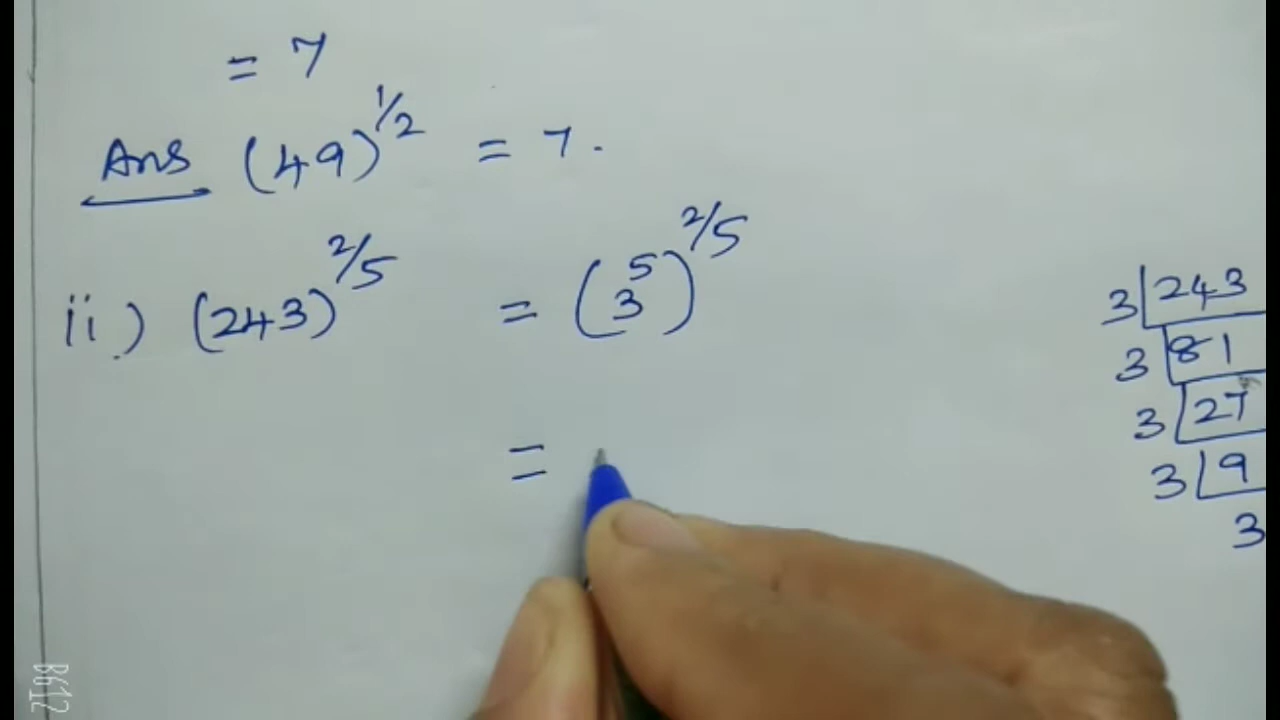 = 7
Ans (49)^1/2 = 7.
ii.) (243)^2/5 = (3^5)^2/5
=
3 243
3 81
3 27
3 9
3
B612